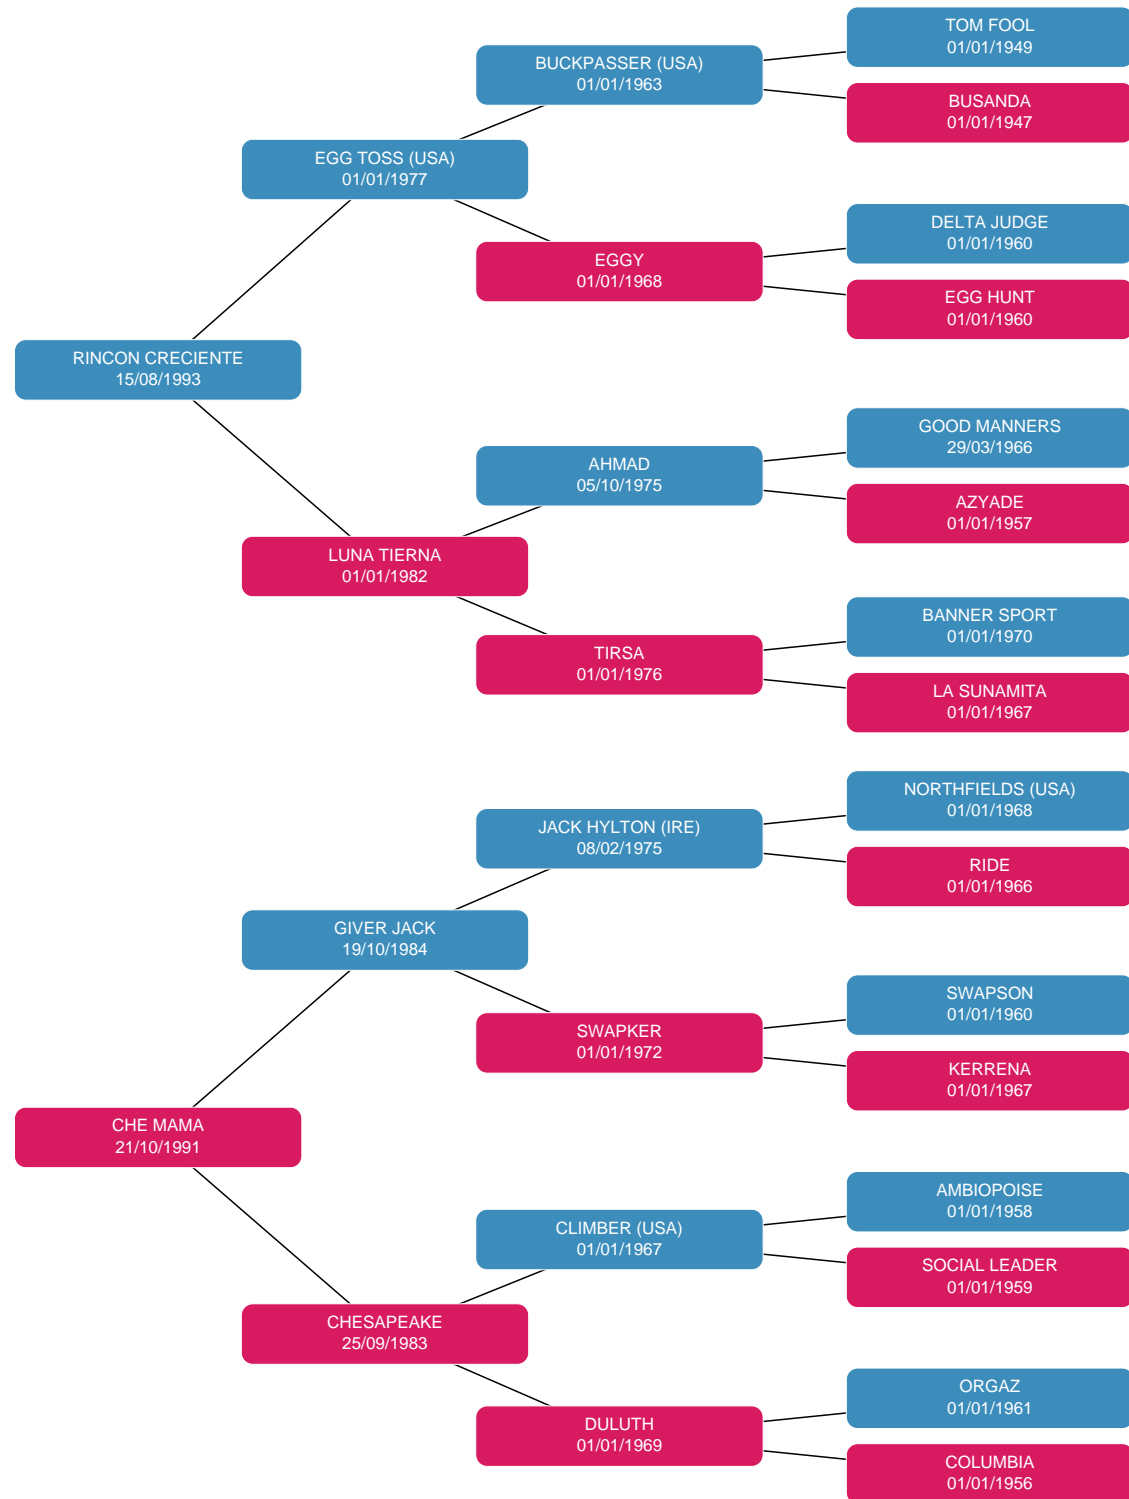 TOM FOOL
01/01/1949
BUCKPASSER (USA)
01/01/1963
BUSANDA
01/01/1947
EGG TOSS (USA)
01/01/1977
DELTA JUDGE
01/01/1960
EGGY
01/01/1968
EGG HUNT
01/01/1960
RINCON CRECIENTE
15/08/1993
GOOD MANNERS
29/03/1966
AHMAD
05/10/1975
AZYADE
01/01/1957
LUNA TIERNA
01/01/1982
BANNER SPORT
01/01/1970
TIRSA
01/01/1976
LA SUNAMITA
01/01/1967
NORTHFIELDS (USA)
01/01/1968
JACK HYLTON (IRE)
08/02/1975
RIDE
01/01/1966
GIVER JACK
19/10/1984
SWAPSON
01/01/1960
SWAPKER
01/01/1972
KERRENA
01/01/1967
CHE MAMA
21/10/1991
AMBIOPOISE
01/01/1958
CLIMBER (USA)
01/01/1967
SOCIAL LEADER
01/01/1959
CHESAPEAKE
25/09/1983
ORGAZ
01/01/1961
DULUTH
01/01/1969
COLUMBIA
01/01/1956